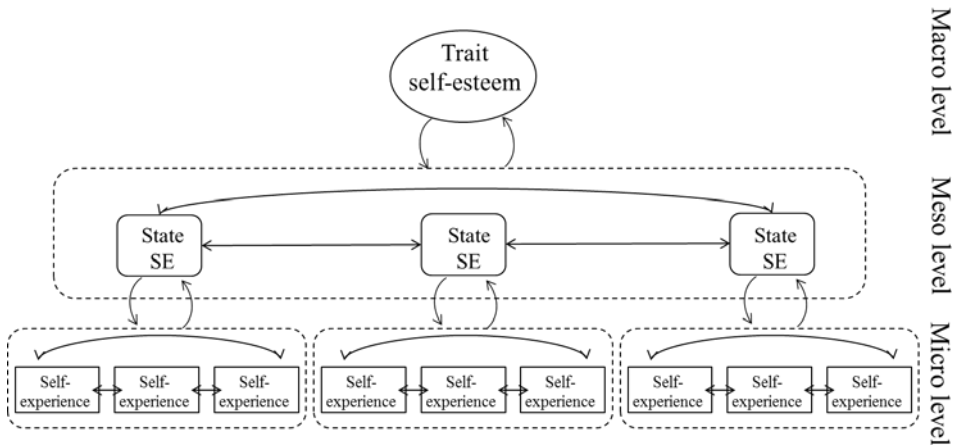 Macro level
Trait
self-esteem
Meso level
State
SE
State
SE
State
SE
Micro level
Self-
experience
Self-
experience
Self-
experience
Self-
experience
Self-
experience
Self-
experience
Self-
experience
Self-
experience
Self-
experience